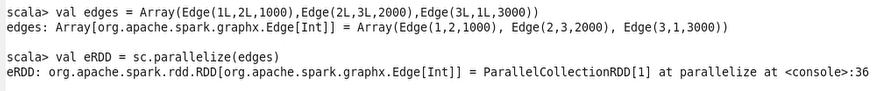 scala> val edges = Array(Edge(1L,2L,1000),Edge(2L,3L,2000),Edge(3L,1L,3000))
edges: Array[org.apache.spark.graphx.Edge[Int]] = Array(Edge(1,2,1000), Edge(2,3,2000), Edge(3,1,3000))
scala> val eRDD = sc.parallelize(edges)
eRDD: org.apache.spark.rdd.RDD[org.apache.spark.graphx.Edge[Int]] = ParallelCollectionRDD[1] at parallelize at <console>:36